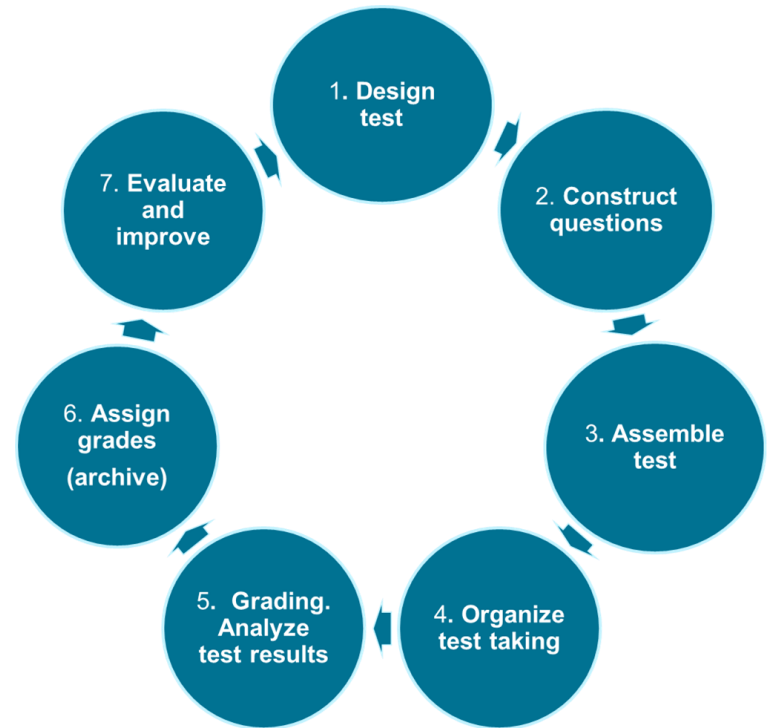 1. Design
test
2. Construct
questions
3. Assemble
test
4. Organize
test taking
5. Grading.
Analyze
test results
6. Assign
grades
(archive)
7. Evaluate
and
improve